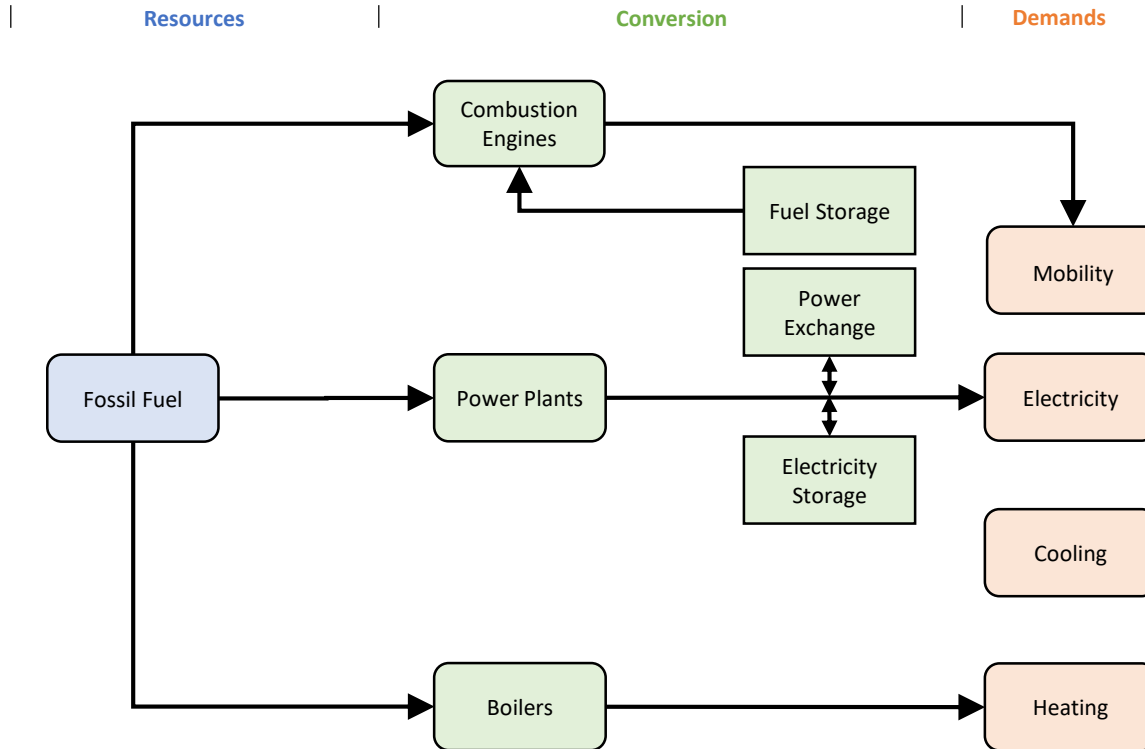 Resources
Conversion
Demands
Combustion
Engines
Fuel Storage
Mobility
Power
Exchange
Fossil Fuel
Power Plants
Electricity
Electricity
Storage
Cooling
Boilers
Heating